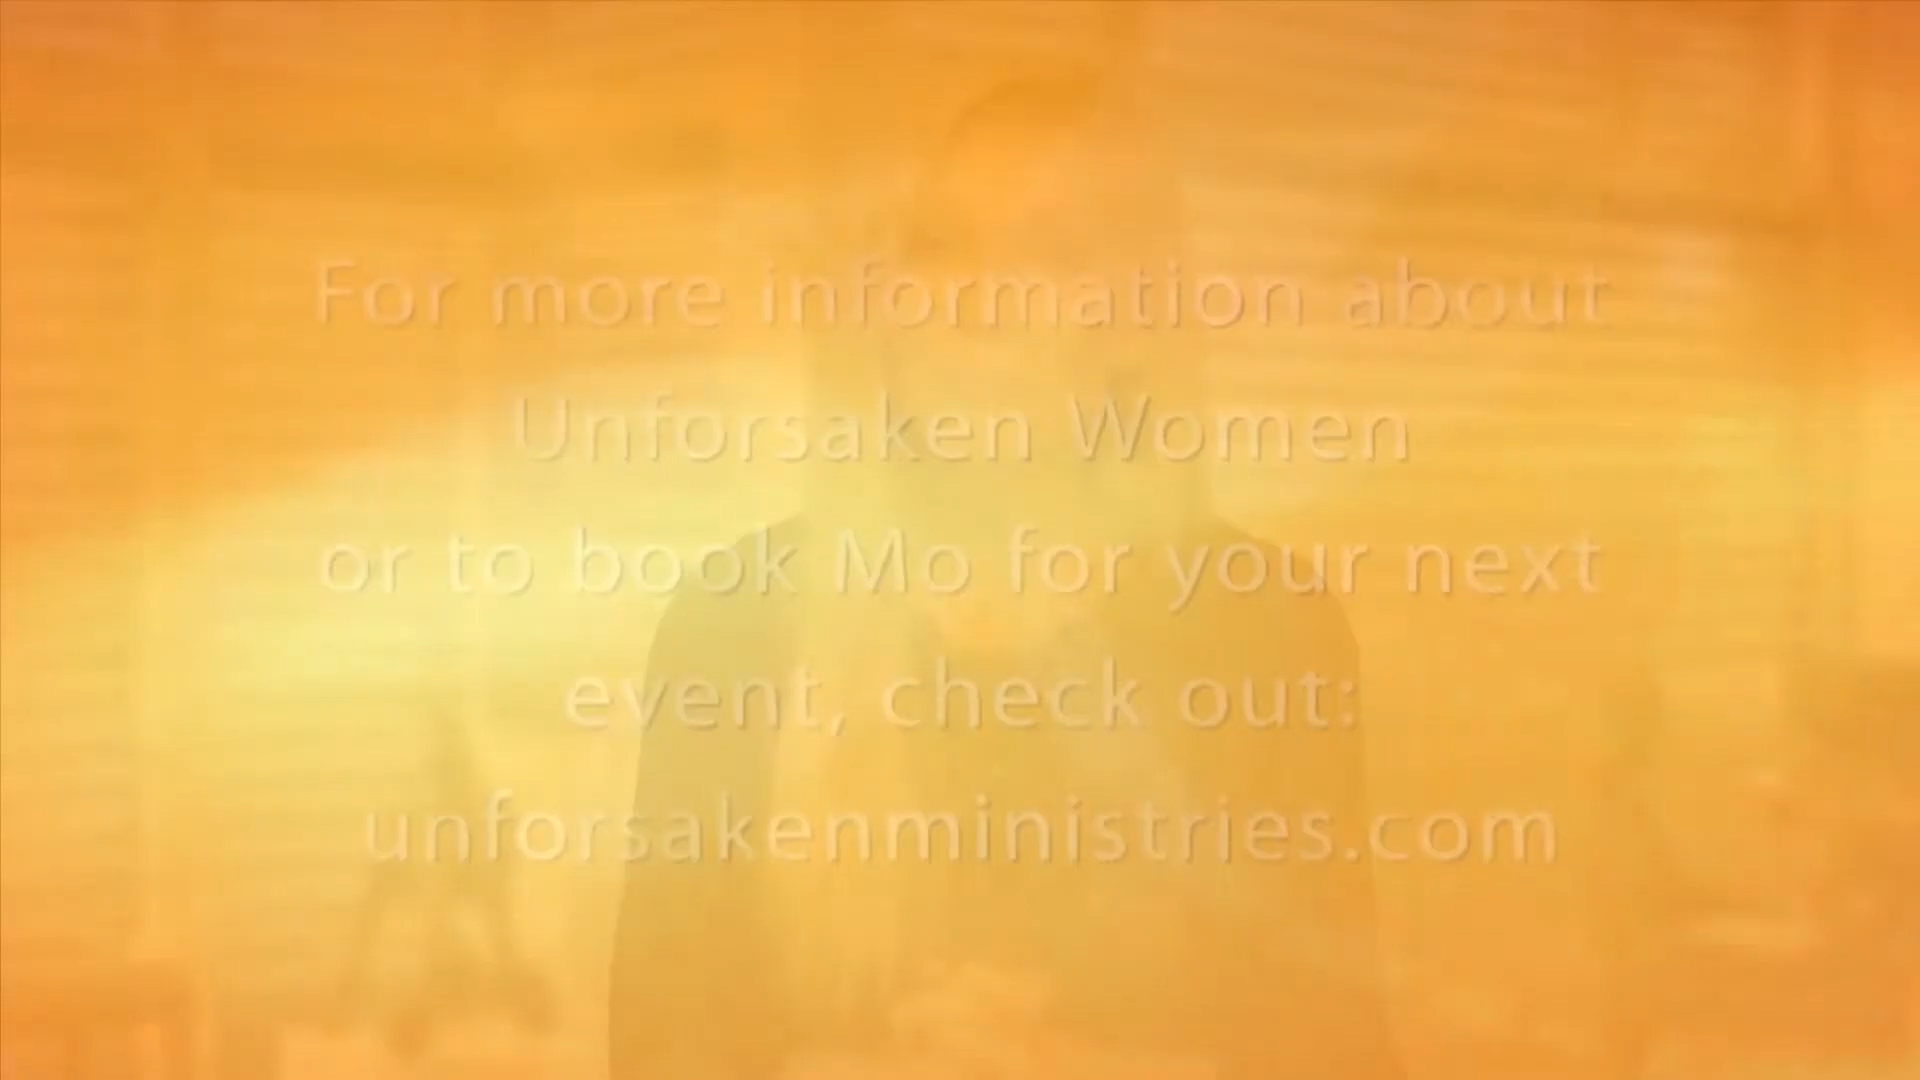 For more information about
Unforsaken Women
or to book Mo for your next
event, check out:
unforsakenministries.com